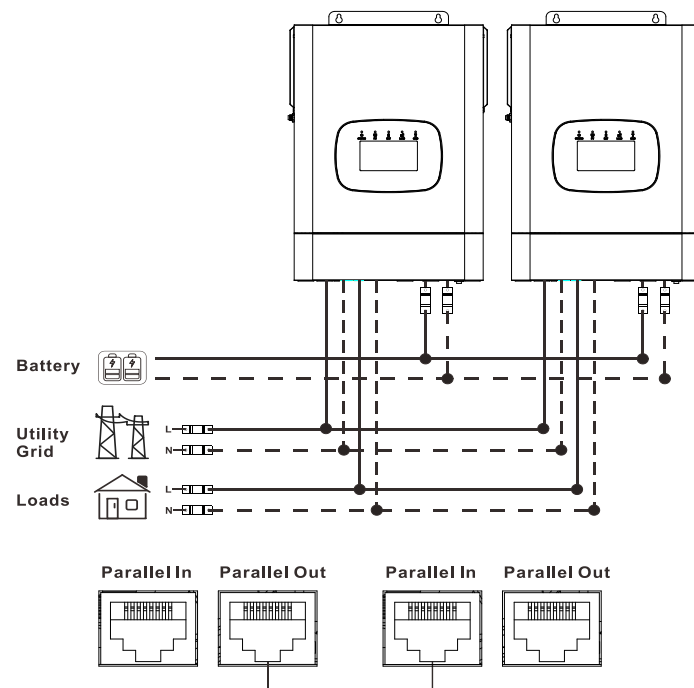 Battery
Utility
Grid
L
N
Loads
L
N
Parallel In Parallel Out Parallel In Parallel Out